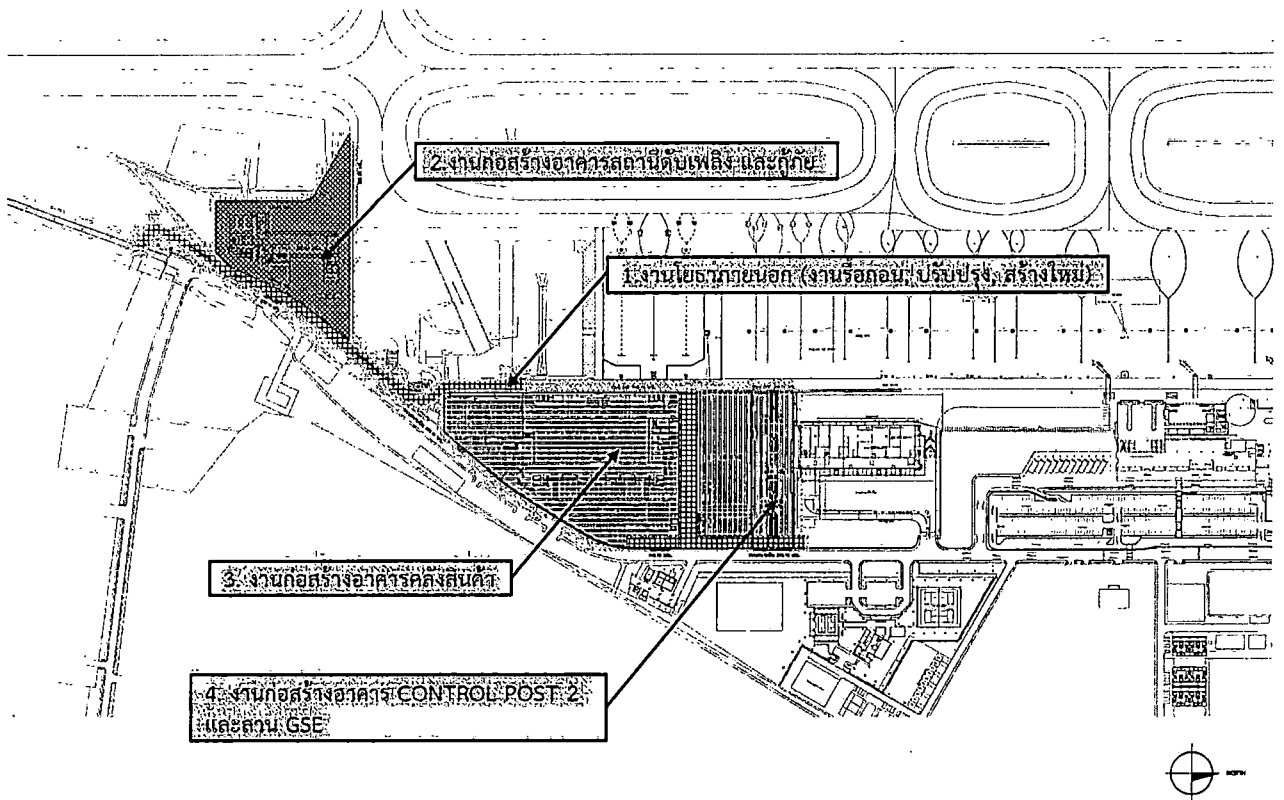 2.งานก่อสร้างอาคารสถานีดับเพลิง และกู้ภัย
1.งานโยธาภายนอก (งานรื้อถอน, ปรับปรุง, สร้างใหม่)
3. งานก่อสร้างอาคารคลังสินค้า
4. งานก่อสร้างอาคาร CONTROL POST 2
และลาน GSE
NORTH